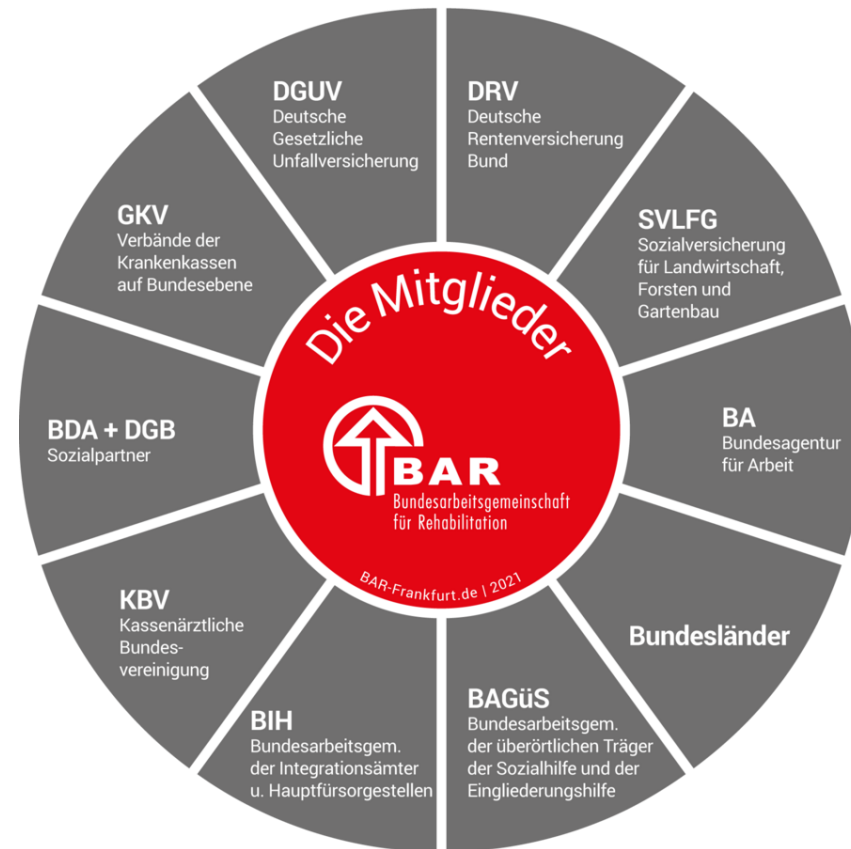 DGUV
Deutsche
Gesetzliche
Unfallversicherung
DRV
Deutsche
Rentenversicherung
Bund
SVLFG
Sozialversicherung
für Landwirtschaft,
Forsten und
Gartenbau
BA
Bundesagentur
für Arbeit
Bundesländer
BAGüS
Bundesarbeitsgem.
der überörtlichen Träger
der Sozialhilfe und der
Eingliederungshilfe
BIH
Bundesarbeitsgem.
der Integrationsämter
u. Hauptfürsorgestellen
KBV
Kassenärztliche
Bundes-
vereinigung
BDA + DGB
Sozialpartner
GKV
Verbände der
Krankenkassen
auf Bundesebene
Die Mitglieder
BAR
Bundesarbeitsgemeinschaft
für Rehabilitation
BAR-Frankfurt.de | 2021